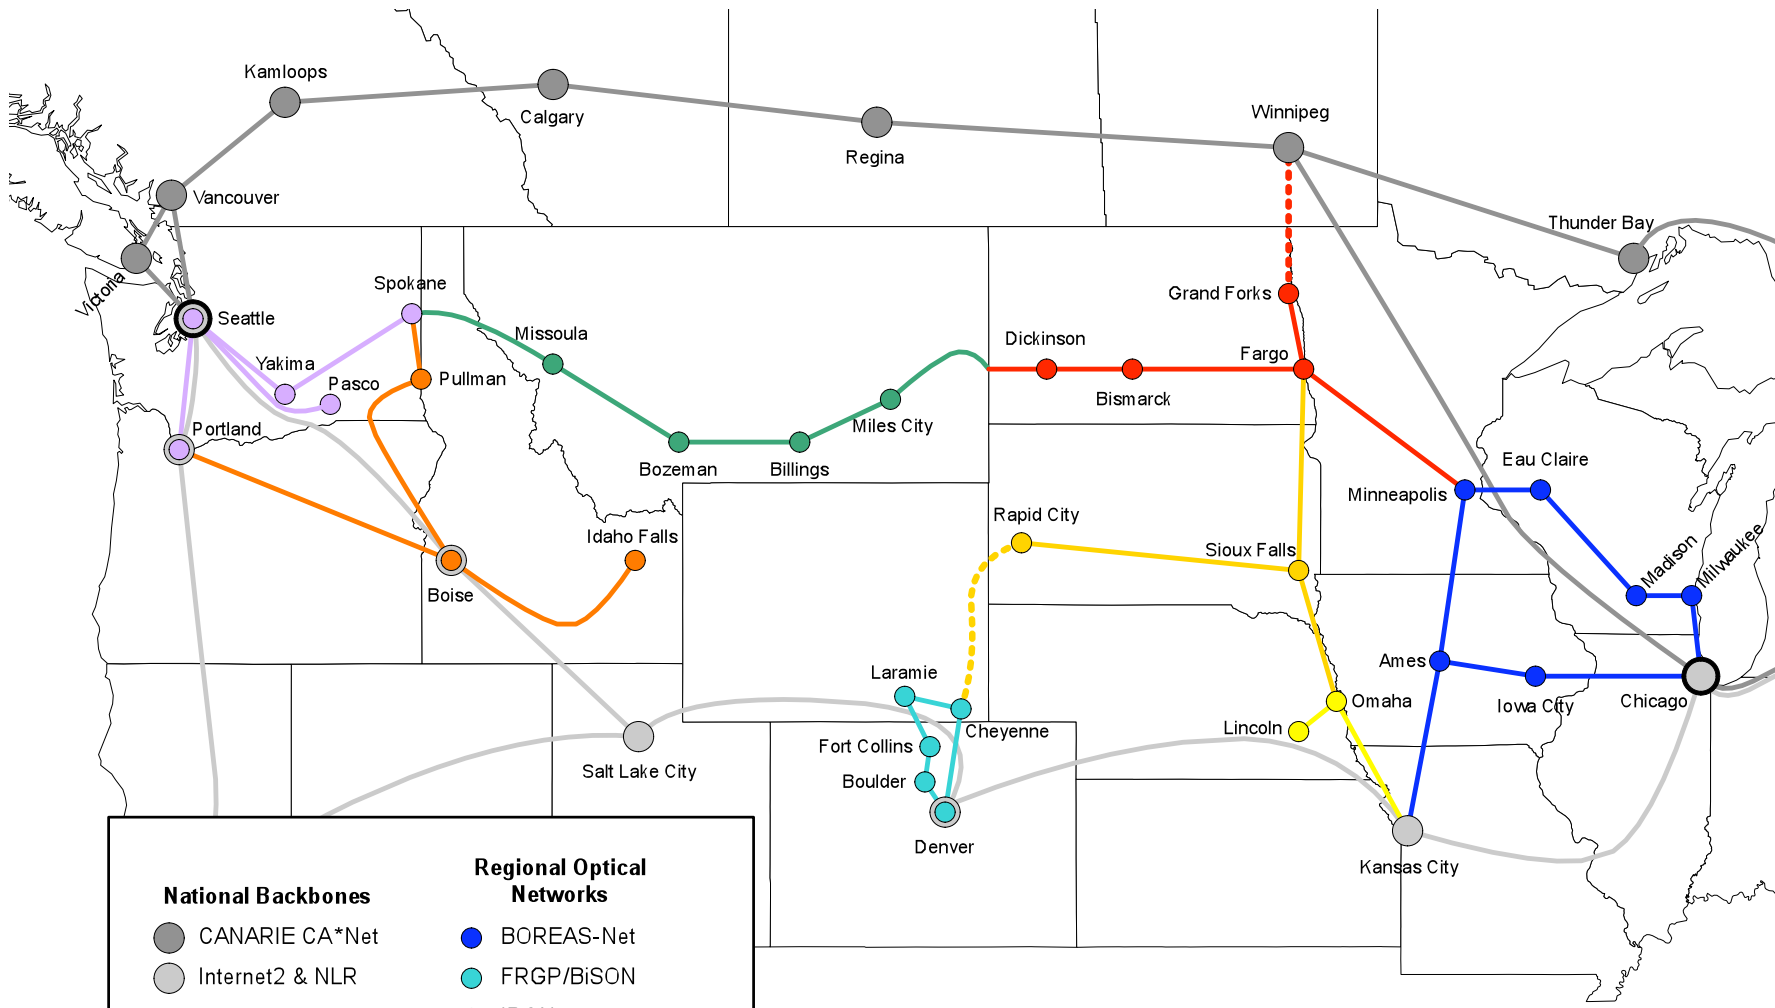 Kamloops
Calgary
Winnipeg
Regina
Vancouver
Thunder Bay
Victoria
Spokane
Grand Forks
Seattle
Missoula
Dickinson
Fargo
Yakima
Pasco
Pullman
Bismarck
Miles City
Portland
Bozeman
Billings
Eau Claire
Minneapolis
Rapid City
Idaho Falls
Sioux Falls
Madison
Milwaukee
Boise
Laramie
Ames
Omaha
Iowa City
Chicago
Cheyenne
Lincoln
Fort Collins
Salt Lake City
Boulder
Denver
Kansas City
National Backbones
CANARIE CA*Net
Internet2 & NLR
Regional Optical
Networks
BOREAS-Net
FRGP/BiSON